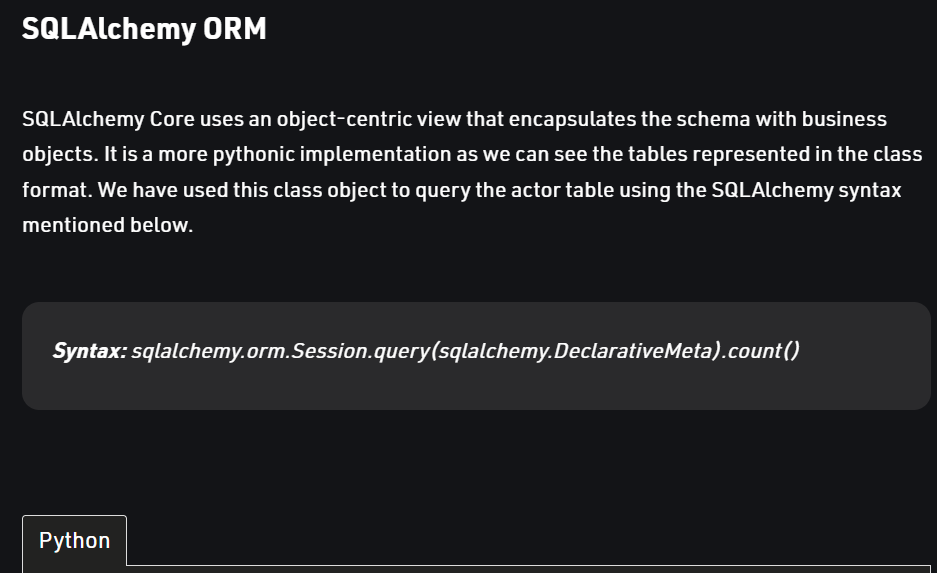 SQLAlchemy ORM
SQLAlchemy Core uses an object-centric view that encapsulates the schema with business
objects. It is a more pythonic implementation as we can see the tables represented in the class
format. We have used this class object to query the actor table using the SQLAlchemy syntax
mentioned below.
Syntax: sqlalchemy.orm.Session.query(sqlalchemy.DeclarativeMeta).count()
Python